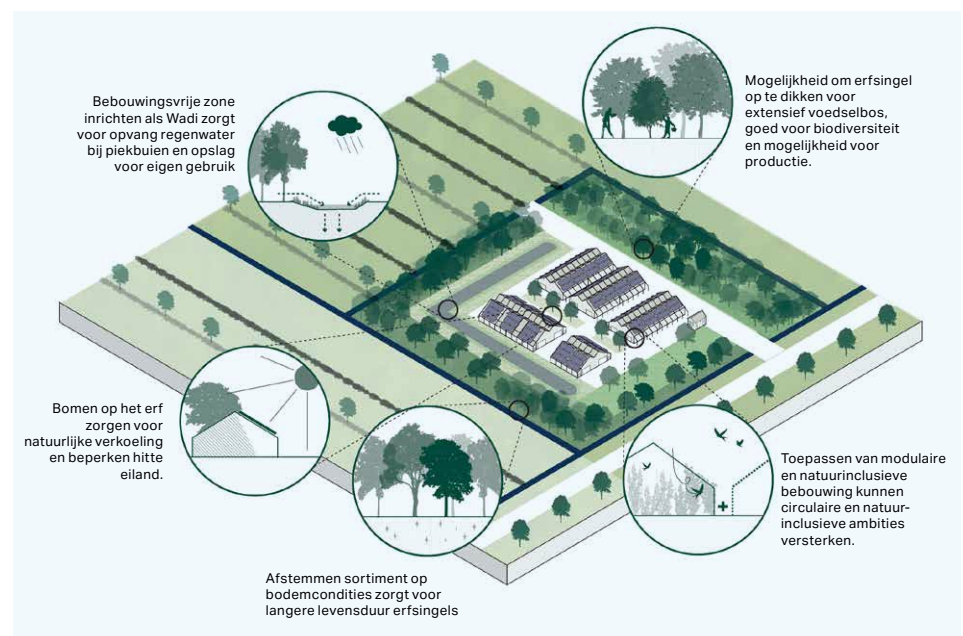 Bebouwingsvrije zone
inrichten als Wadi zorgt
voor opvang regenwater
bij piekbuien en opslag
voor eigen gebruik
Mogelijkheid om erfsingel
op te dikken voor
extensief voedselbos,
goed voor biodiversiteit
en mogelijkheid voor
productie.
Bomen op het erf
zorgen voor
natuurlijke verkoeling
en beperken hitte
eiland.
Toepassen van modulaire
en natuurinclusieve
bebouwing kunnen
circulaire en natuur-
inclusieve ambities
versterken.
Afstemmen sortiment op
bodemcondities zorgt voor
langere levensduur erfsingels